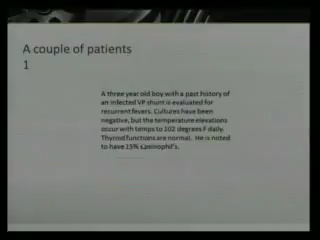 A couple of patients
1
A three year old boy with a past history of
an infected VP shunt is evaluated for
recurrent fevers. Cultures have been
negative, but the temperature elevations
occur with temps to 102 degrees F daily.
Thyroid functions are normal. He is noted
to have 15% Eosinophil's.